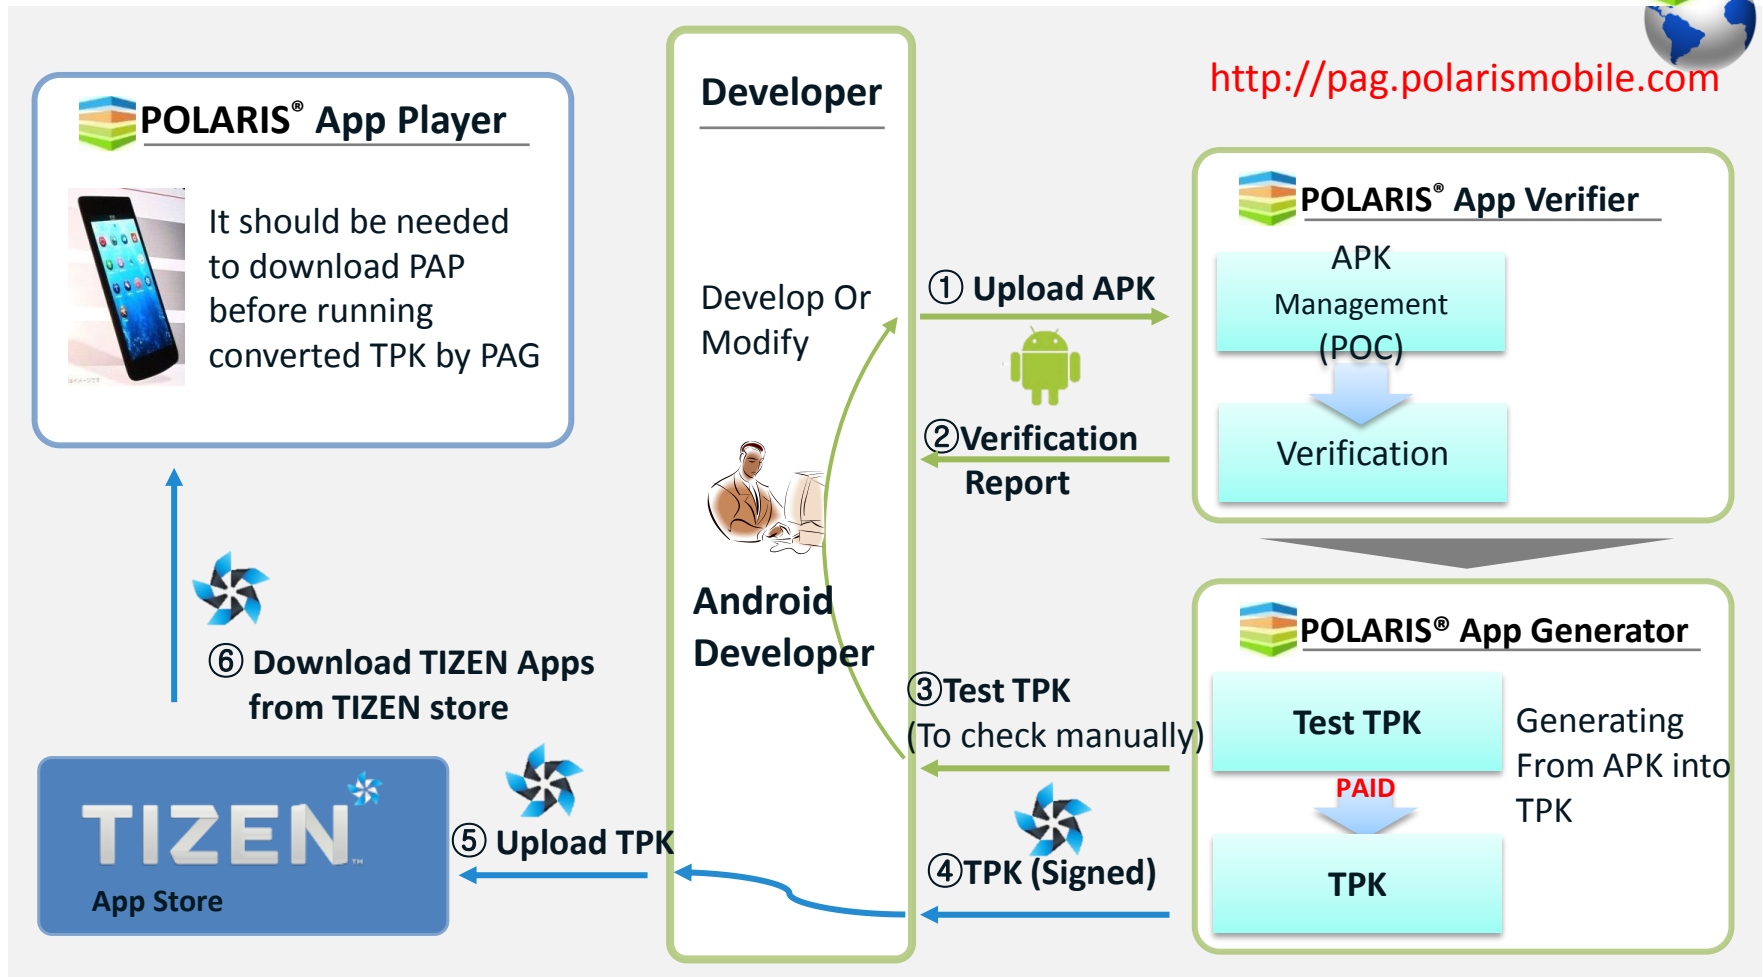 http://pag.polarismobile.com
POLARIS® App Player
It should be needed
to download PAP
before running
converted TPK by PAG
Developer
Develop Or
Modify
Android
Developer
① Upload APK
②Verification
Report
③Test TPK
(To check manually)
④TPK (Signed)
POLARIS® App Verifier
APK
Management
(POC)
Verification
POLARIS® App Generator
Test TPK
PAID
TPK
Generating
From APK into
TPK
⑤ Upload TPK
⑥ Download TIZEN Apps
from TIZEN store
TIZEN™
App Store